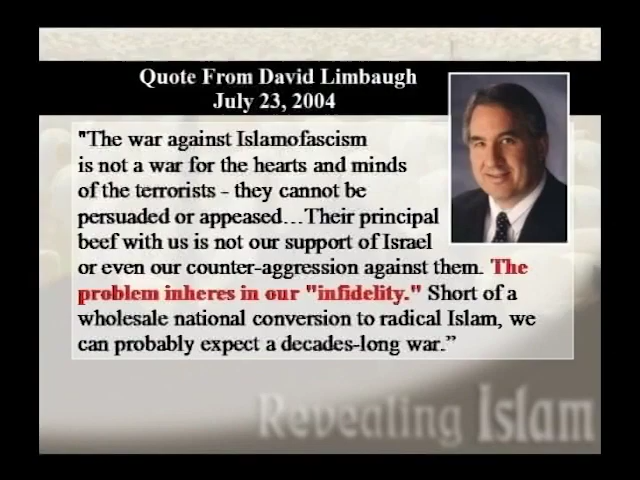 Quote From David Limbaugh
July 23, 2004
"The war against Islamofascism
is not a war for the hearts and minds
of the terrorists - they cannot be
persuaded or appeased…Their principal
beef with us is not our support of Israel
or even our counter-aggression against them. The
problem inheres in our "infidelity." Short of a
wholesale national conversion to radical Islam, we
can probably expect a decades-long war.”
Revealing Islam